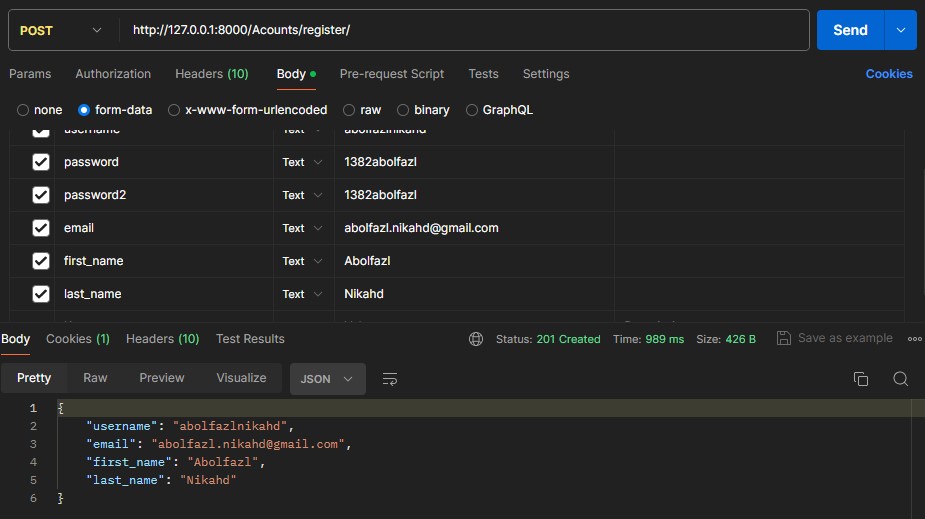 POST http://127.0.0.1:8000/Acounts/register/ Send
Params Authorization Headers (10) Body Pre-request Script Tests Settings Cookies
none form-data x-www-form-urlencoded raw binary GraphQL
username Text abolfazlnikahd
password Text 1382abolfazl
password2 Text 1382abolfazl
email Text abolfazl.nikahd@gmail.com
first_name Text Abolfazl
last_name Text Nikahd
Body Cookies (1) Headers (10) Test Results Status: 201 Created Time: 989 ms Size: 426 B Save as example
Pretty Raw Preview Visualize JSON
1 {
2 "username": "abolfazlnikahd",
3 "email": "abolfazl.nikahd@gmail.com",
4 "first_name": "Abolfazl",
5 "last_name": "Nikahd"
6 }